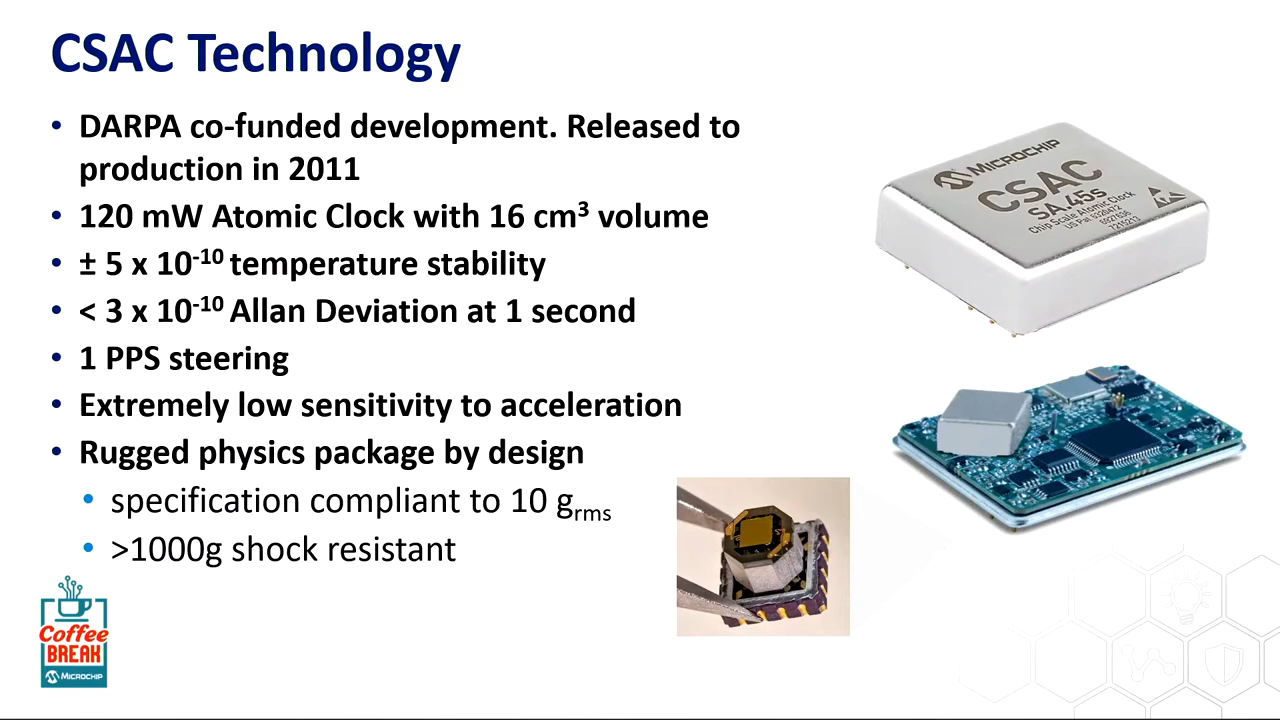 CSAC Technology
• DARPA co-funded development. Released to
production in 2011
• 120 mW Atomic Clock with 16 cm³ volume
• ± 5 x 10⁻¹⁰ temperature stability
• < 3 x 10⁻¹⁰ Allan Deviation at 1 second
• 1 PPS steering
• Extremely low sensitivity to acceleration
• Rugged physics package by design
• specification compliant to 10 grms
• >1000g shock resistant
MICROCHIP
CSAC
SA.45s
Chip Scale Atomic Clock
US Pat.
Coffee
BREAK
MICROCHIP